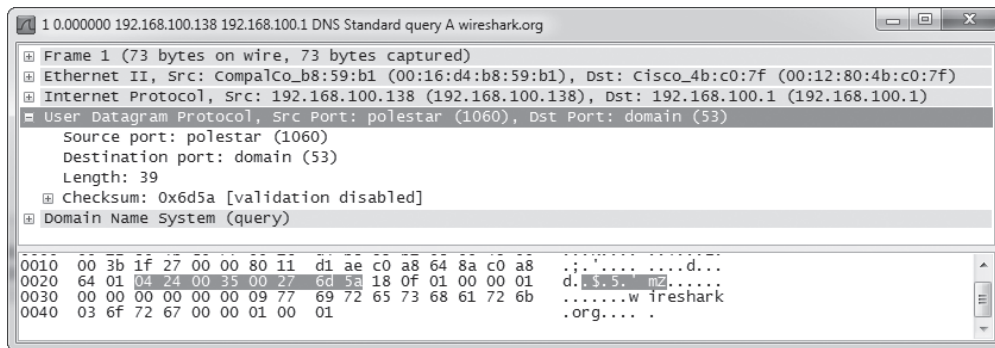 1 0.000000 192.168.100.138 192.168.100.1 DNS Standard query A wireshark.org
Frame 1 (73 bytes on wire, 73 bytes captured)
Ethernet II, Src: CompalCo_b8:59:b1 (00:16:d4:b8:59:b1), Dst: Cisco_4b:c0:7f (00:12:80:4b:c0:7f)
Internet Protocol, Src: 192.168.100.138 (192.168.100.138), Dst: 192.168.100.1 (192.168.100.1)
User Datagram Protocol, Src Port: polestar (1060), Dst Port: domain (53)
Source port: polestar (1060)
Destination port: domain (53)
Length: 39
Checksum: 0x6d5a [validation disabled]
Domain Name System (query)
0010 00 3b 1f 27 00 00 80 11 d1 ae c0 a8 64 8a c0 a8 .;.'.... ....d...
0020 64 01 04 24 00 35 00 27 6d 5a 18 0f 01 00 00 01 d..$.5.' mZ......
0030 00 00 00 00 00 00 09 77 69 72 65 73 68 61 72 6b .......w ireshark
0040 03 6f 72 67 00 00 01 00 01 .org.... .